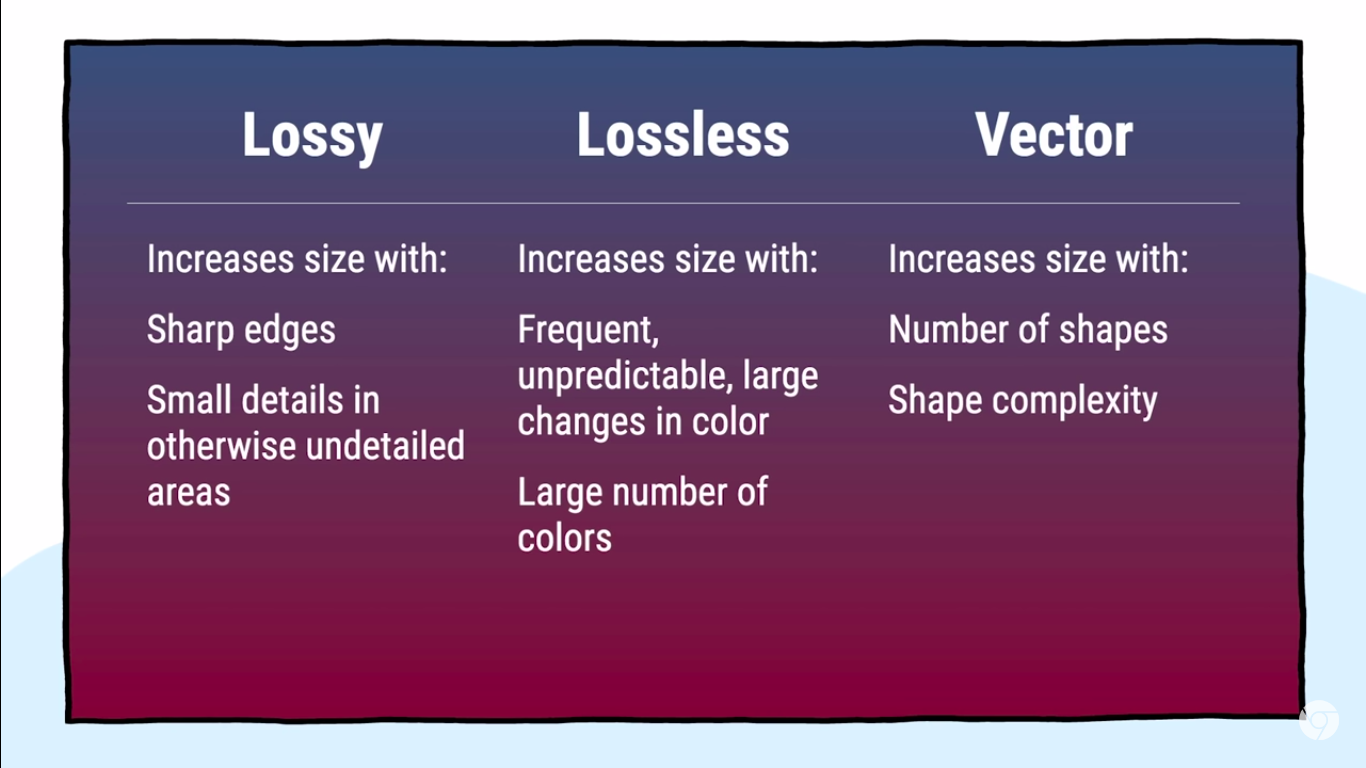 Lossy
Lossless
Vector
Increases size with:
Sharp edges
Small details in
otherwise undetailed
areas
Increases size with:
Frequent,
unpredictable, large
changes in color
Large number of
colors
Increases size with:
Number of shapes
Shape complexity